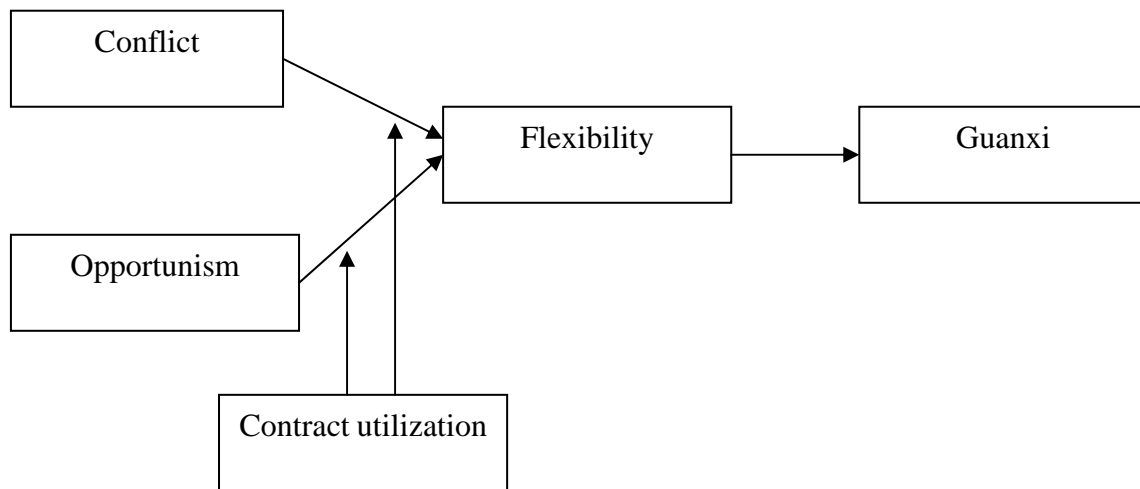 Conflict
Flexibility
Guanxi
Opportunism
Contract utilization